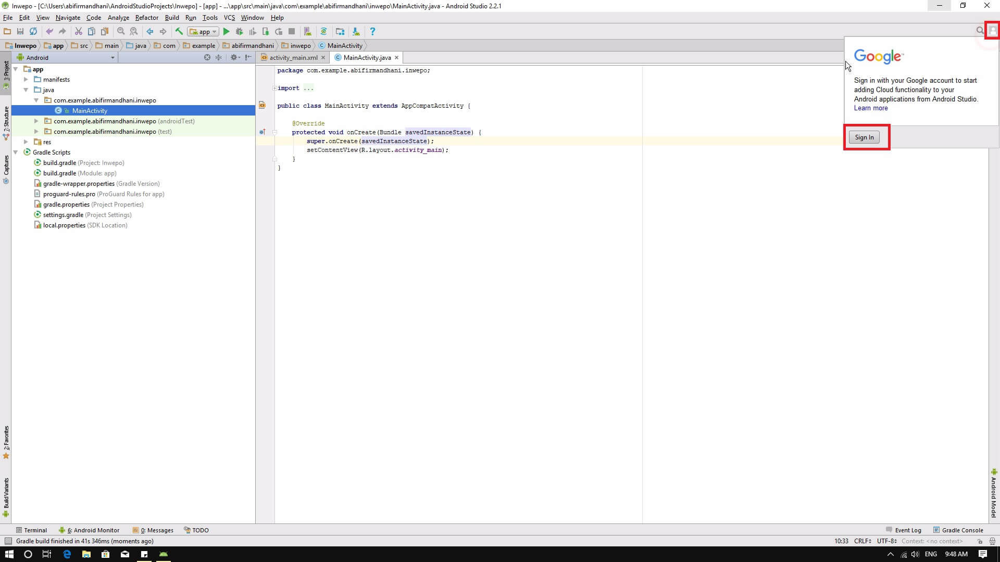 Inwepo - [C:\Users\abifirmandhani\AndroidStudioProjects\Inwepo] - [app] - ...\app\src\main\java\com\example\abifirmandhani\inwepo\MainActivity.java - Android Studio 2.2.1
File Edit View Navigate Code Analyze Refactor Build Run Tools VCS Window Help
app
Inwepo app src main java com example abifirmandhani inwepo MainActivity
Android
activity_main.xml MainActivity.java
1: Project
7: Structure
Captures
2: Favorites
Build Variants
app
manifests
java
com.example.abifirmandhani.inwepo
MainActivity
com.example.abifirmandhani.inwepo (androidTest)
com.example.abifirmandhani.inwepo (test)
res
Gradle Scripts
build.gradle (Project: Inwepo)
build.gradle (Module: app)
gradle-wrapper.properties (Gradle Version)
proguard-rules.pro (ProGuard Rules for app)
gradle.properties (Project Properties)
settings.gradle (Project Settings)
local.properties (SDK Location)
package com.example.abifirmandhani.inwepo;
import ...
public class MainActivity extends AppCompatActivity {
@Override
protected void onCreate(Bundle savedInstanceState) {
super.onCreate(savedInstanceState);
setContentView(R.layout.activity_main);
}
}
Google™
Sign in with your Google account to start
adding Cloud functionality to your
Android applications from Android Studio.
Learn more
Sign In
Android Model
Terminal 6: Android Monitor 0: Messages TODO Event Log Gradle Console
Gradle build finished in 41s 346ms (moments ago) 10:33 CRLF UTF-8 Context: <no context>
ENG 9:48 AM